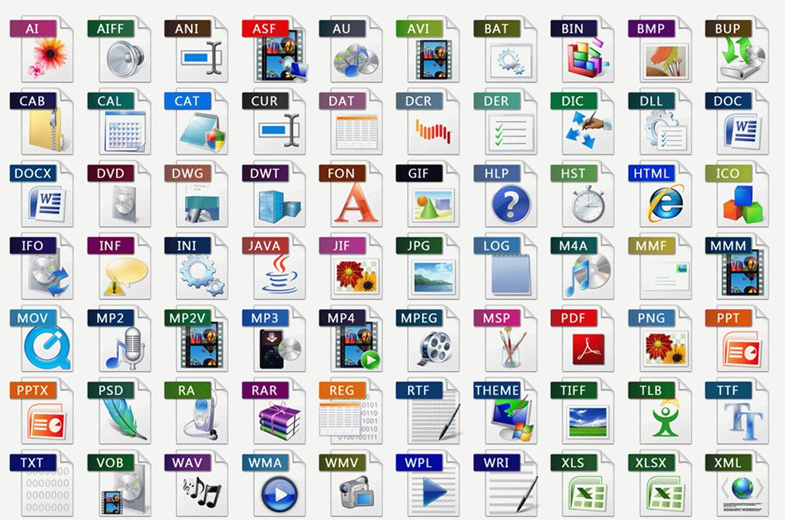 AI AIFF ANI ASF AU AVI BAT BIN BMP BUP
CAB CAL CAT CUR DAT DCR DER DIC DLL DOC
DOCX DVD DWG DWT FON GIF HLP HST HTML ICO
IFO INF INI JAVA JIF JPG LOG M4A MMF MMM
MOV MP2 MP2V MP3 MP4 MPEG MSP PDF PNG PPT
PPTX PSD RA RAR REG RTF THEME TIFF TLB TTF
TXT VOB WAV WMA WMV WPL WRI XLS XLSX XML